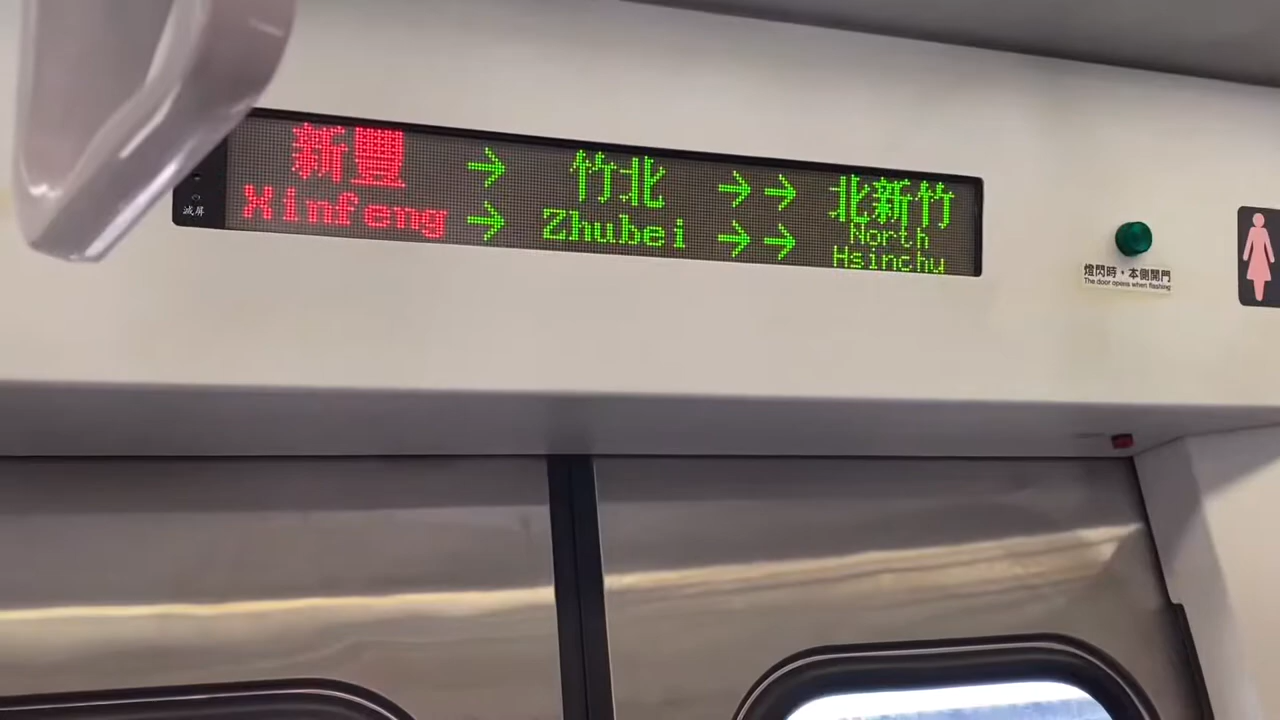 新豐 → 竹北 →→ 北新竹
Xinfeng → Zhubei →→ North Hsinchu
誠屏
燈閃時，本側開門
The door opens when flashing